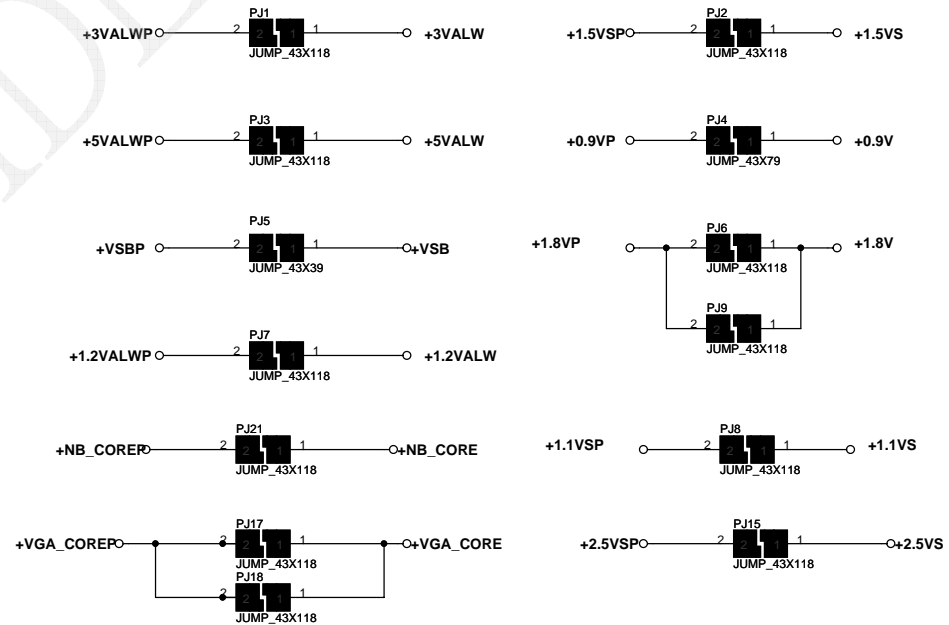 PJ1
+3VALWP 2 2 1 1 +3VALW
JUMP_43X118
PJ2
+1.5VSP 2 2 1 1 +1.5VS
JUMP_43X118
PJ3
+5VALWP 2 2 1 1 +5VALW
JUMP_43X118
PJ4
+0.9VP 2 2 1 1 +0.9V
JUMP_43X79
PJ5
+VSBP 2 2 1 1 +VSB
JUMP_43X39
PJ6
+1.8VP 2 2 1 1 +1.8V
JUMP_43X118
PJ9
2 2 1 1
JUMP_43X118
PJ7
+1.2VALWP 2 2 1 1 +1.2VALW
JUMP_43X118
PJ21
+NB_COREP 2 2 1 1 +NB_CORE
JUMP_43X118
PJ8
+1.1VSP 2 2 1 1 +1.1VS
JUMP_43X118
PJ17
+VGA_COREP 2 2 1 1 +VGA_CORE
JUMP_43X118
PJ18
2 2 1 1
JUMP_43X118
PJ15
+2.5VSP 2 2 1 1 +2.5VS
JUMP_43X118